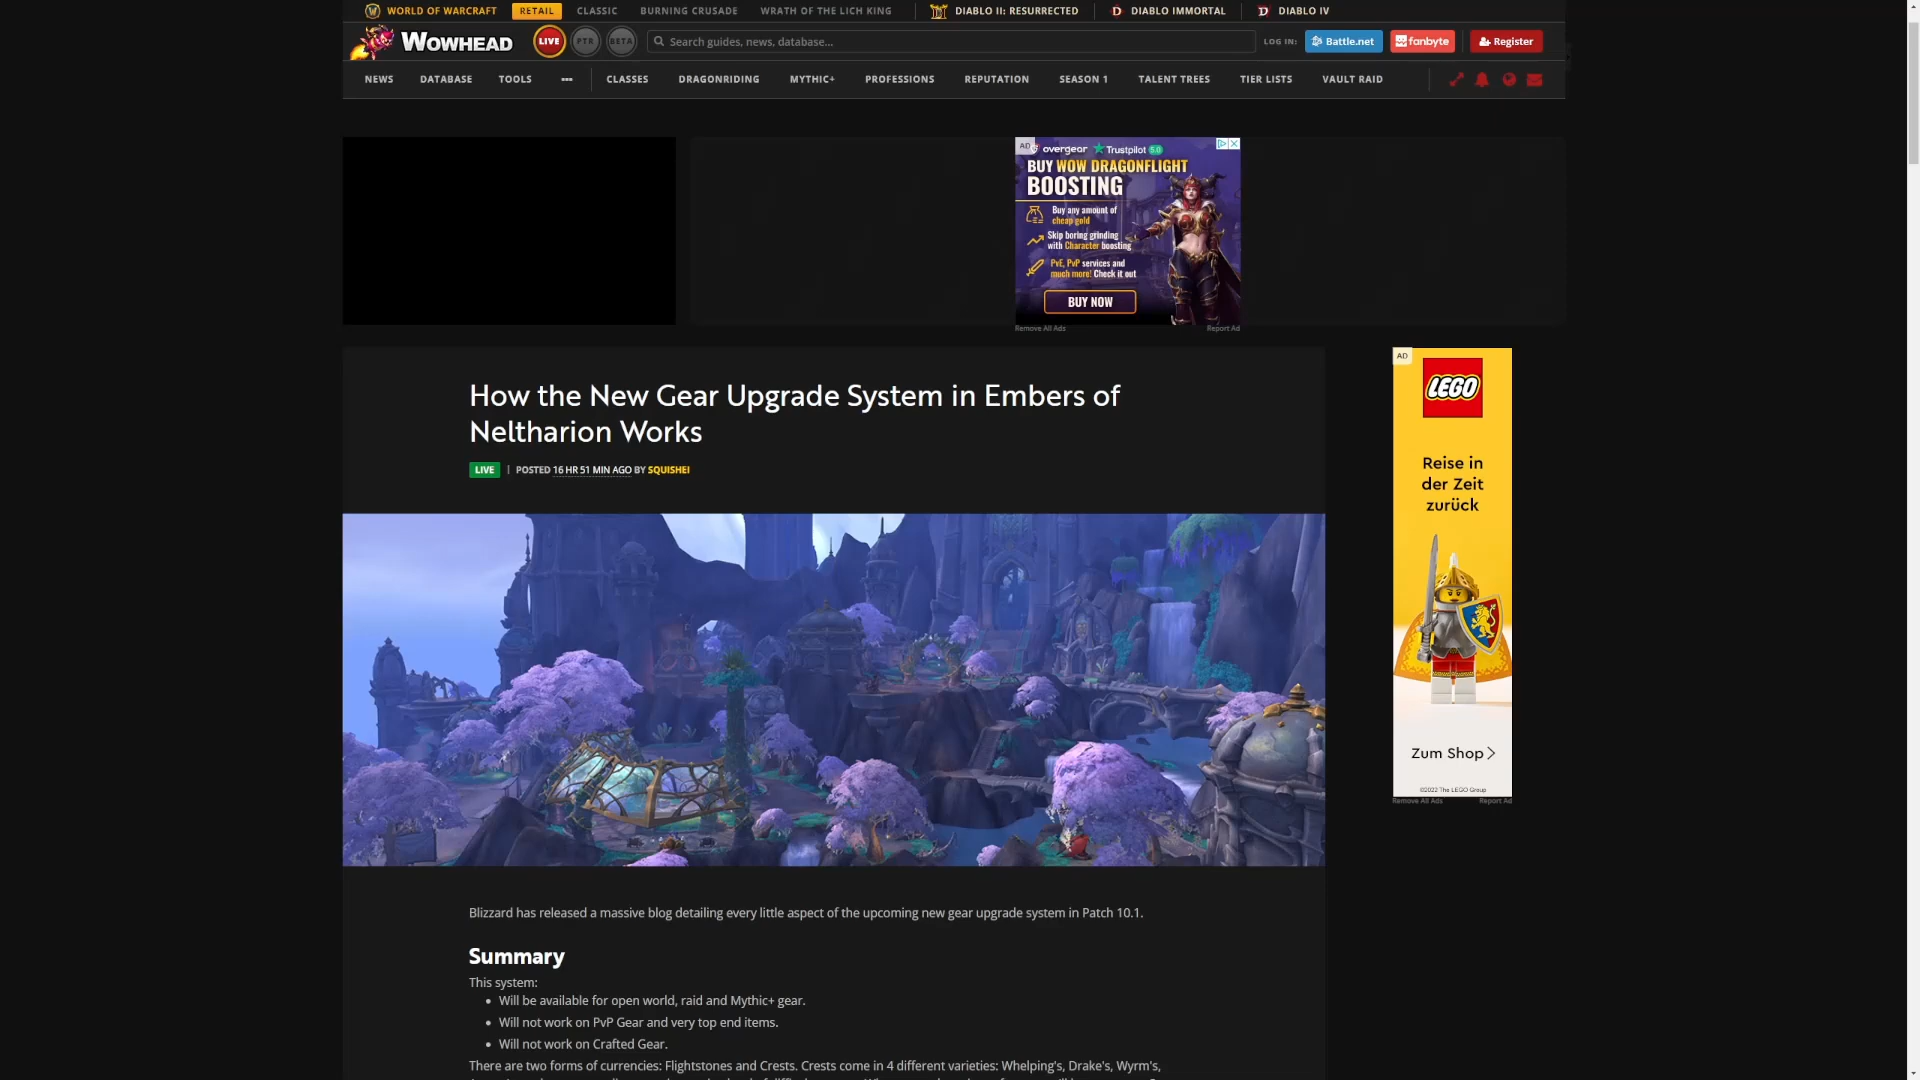 WORLD OF WARCRAFT RETAIL CLASSIC BURNING CRUSADE WRATH OF THE LICH KING DIABLO II: RESURRECTED DIABLO IMMORTAL DIABLO IV
WOWHEAD LIVE PTR BETA Search guides, news, database... LOG IN: Battle.net fanbyte Register
NEWS DATABASE TOOLS ••• CLASSES DRAGONRIDING MYTHIC+ PROFESSIONS REPUTATION SEASON 1 TALENT TREES TIER LISTS VAULT RAID
AD overgear Trustpilot 5.0
BUY WOW DRAGONFLIGHT
BOOSTING
Buy any amount of
cheap gold
Skip boring grinding
with Character boosting
PvE, PvP services and
much more! Check it out
BUY NOW
Remove All Ads Report Ad
How the New Gear Upgrade System in Embers of
Neltharion Works
LIVE | POSTED 16 HR 51 MIN AGO BY SQUISHEI
AD
LEGO
Reise in
der Zeit
zurück
Zum Shop
©2022 The LEGO Group
Remove All Ads Report Ad
Blizzard has released a massive blog detailing every little aspect of the upcoming new gear upgrade system in Patch 10.1.
Summary
This system:
• Will be available for open world, raid and Mythic+ gear.
• Will not work on PvP Gear and very top end items.
• Will not work on Crafted Gear.
There are two forms of currencies: Flightstones and Crests. Crests come in 4 different varieties: Whelping's, Drake's, Wyrm's,